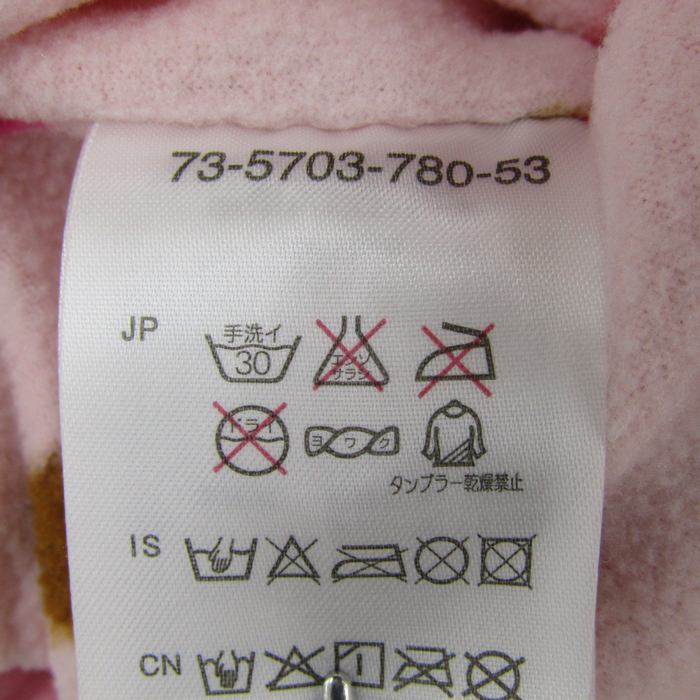 73-5703-780-53
JP
手洗イ
30
エンソ
サラシ
ドライ
ヨワク
タンブラー乾燥禁止
IS
CN